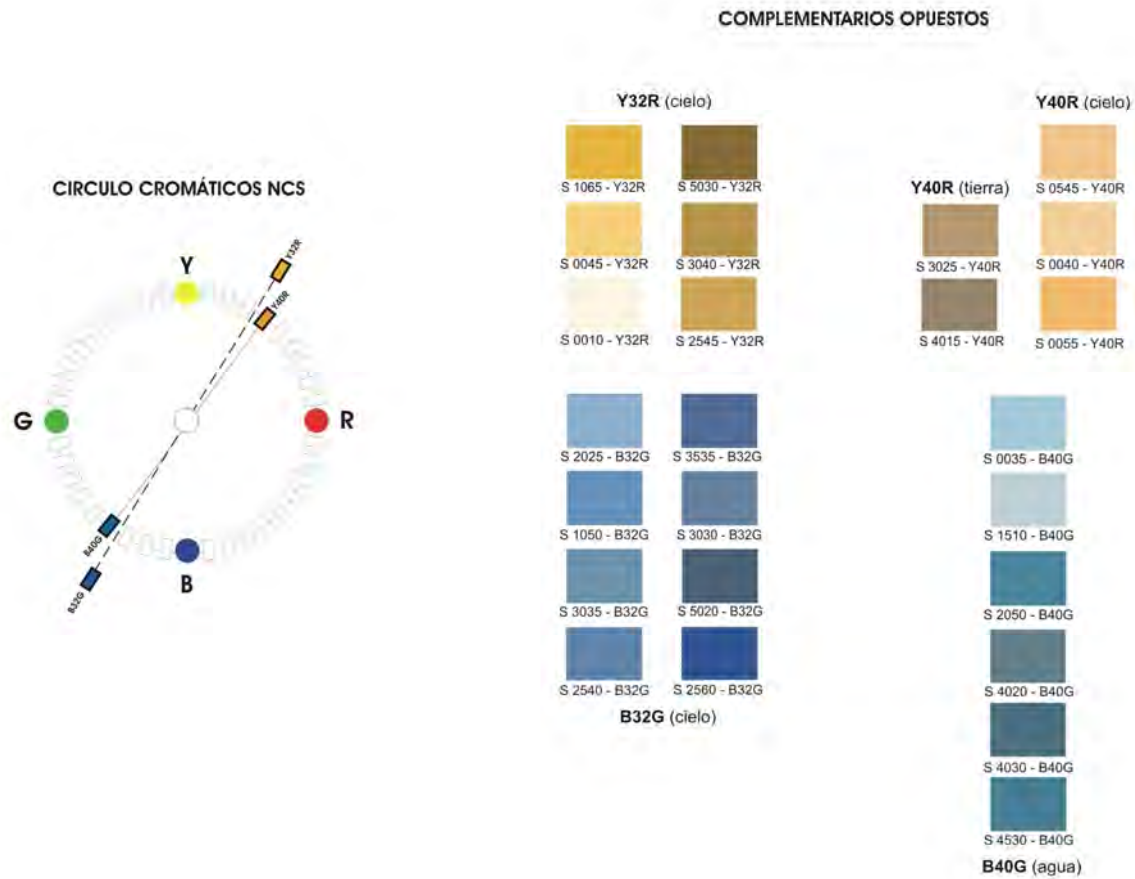 COMPLEMENTARIOS OPUESTOS
CIRCULO CROMÁTICOS NCS
Y
Y32R
Y40R
G
R
B40G
B
B32G
Y32R (cielo)
S 1065 - Y32R
S 5030 - Y32R
S 0045 - Y32R
S 3040 - Y32R
S 0010 - Y32R
S 2545 - Y32R
Y40R (tierra)
S 3025 - Y40R
S 4015 - Y40R
Y40R (cielo)
S 0545 - Y40R
S 0040 - Y40R
S 0055 - Y40R
S 2025 - B32G
S 3535 - B32G
S 1050 - B32G
S 3030 - B32G
S 3035 - B32G
S 5020 - B32G
S 2540 - B32G
S 2560 - B32G
B32G (cielo)
S 0035 - B40G
S 1510 - B40G
S 2050 - B40G
S 4020 - B40G
S 4030 - B40G
S 4530 - B40G
B40G (agua)